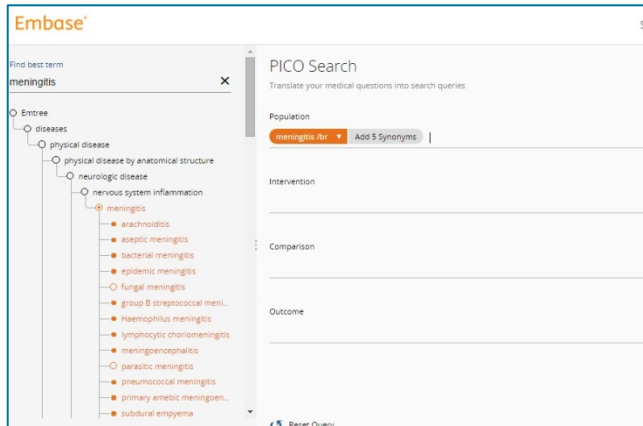 Embase®
S
Find best term
meningitis X
Emtree
diseases
physical disease
physical disease by anatomical structure
neurologic disease
nervous system inflammation
meningitis
arachnoiditis
aseptic meningitis
bacterial meningitis
epidemic meningitis
fungal meningitis
group B streptococcal meni...
Haemophilus meningitis
lymphocytic choriomeningitis
meningoencephalitis
parasitic meningitis
pneumococcal meningitis
primary amebic meningoen...
subdural empyema
PICO Search
Translate your medical questions into search queries
Population
meningitis /br Add 5 Synonyms
Intervention
Comparison
Outcome
Reset Query